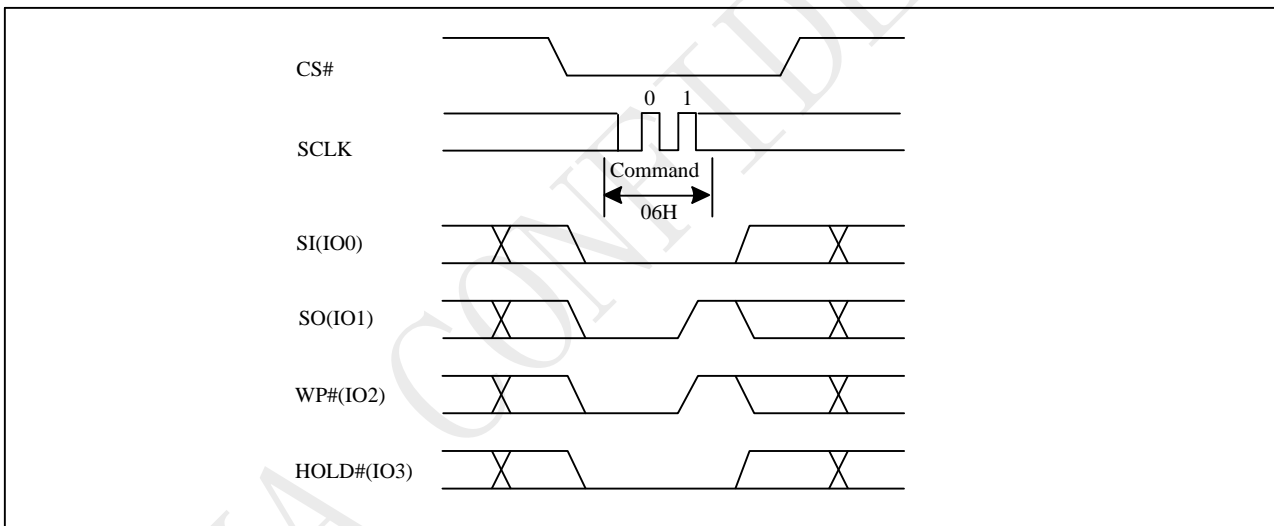 CS#
0 1
SCLK
Command
06H
SI(IO0)
SO(IO1)
WP#(IO2)
HOLD#(IO3)